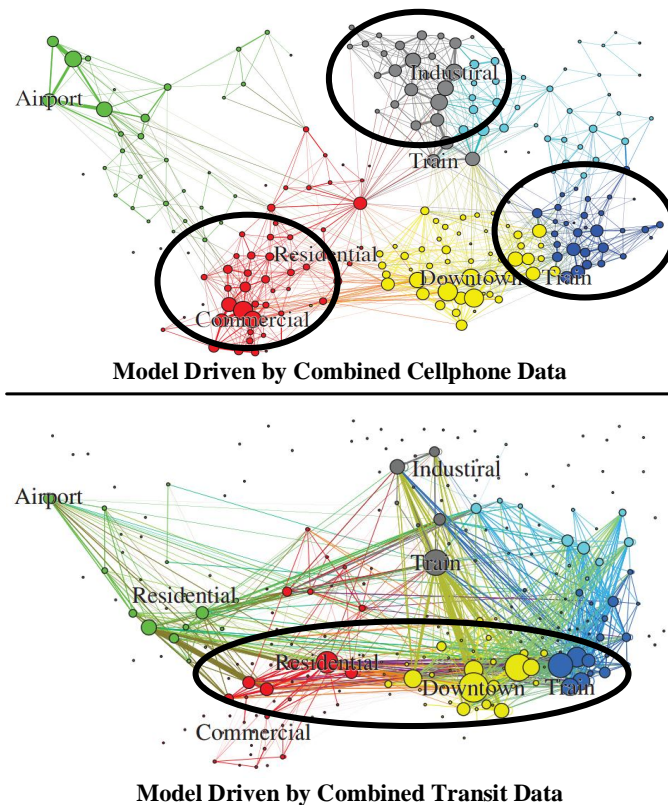 Airport
Industiral
Train
Residential
Downtown
Train
Commercial
Model Driven by Combined Cellphone Data
Industiral
Airport
Train
Residential
Residential
Downtown
Train
Commercial
Model Driven by Combined Transit Data